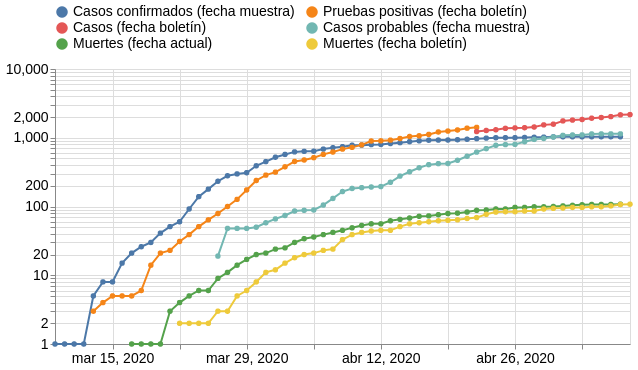 Casos confirmados (fecha muestra) Pruebas positivas (fecha boletín)
Casos (fecha boletín) Casos probables (fecha muestra)
Muertes (fecha actual) Muertes (fecha boletín)
10,000
2,000
1,000
200
100
20
10
2
1
mar 15, 2020 mar 29, 2020 abr 12, 2020 abr 26, 2020